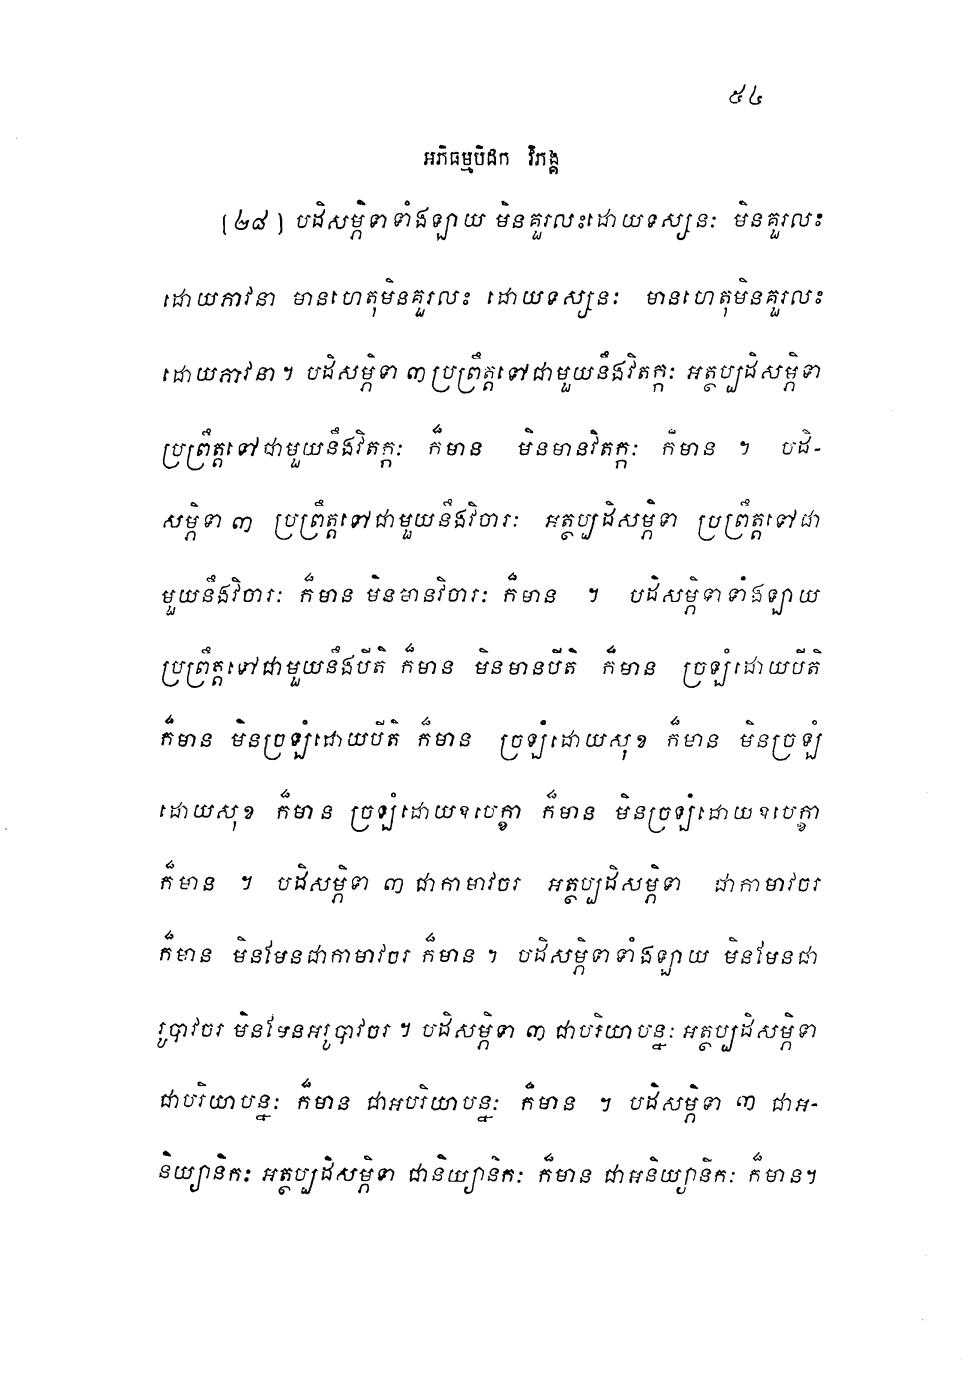 ៥៤
អភិធម្មបិដក វិភង្គ
(២៨) បដិសម្ភិទាទាំងឡាយ មិនគួរលះដោយទស្សនៈ មិនគួរលះ
ដោយភាវនា មានហេតុមិនគួរលះ ដោយទស្សនៈ មានហេតុមិនគួរលះ
ដោយភាវនា ។ បដិសម្ភិទា ៣ ប្រព្រឹត្តទៅជាមួយនឹងវិតក្កៈ អត្ថប្បដិសម្ភិទា
ប្រព្រឹត្តទៅជាមួយនឹងវិតក្កៈ ក៏មាន មិនមានវិតក្កៈ ក៏មាន ។ បដិ-
សម្ភិទា ៣ ប្រព្រឹត្តទៅជាមួយនឹងវិចារៈ អត្ថប្បដិសម្ភិទា ប្រព្រឹត្តទៅជា
មួយនឹងវិចារៈ ក៏មាន មិនមានវិចារៈ ក៏មាន ។ បដិសម្ភិទាទាំងឡាយ
ប្រព្រឹត្តទៅជាមួយនឹងបីតិ ក៏មាន មិនមានបីតិ ក៏មាន ច្រឡំដោយបីតិ
ក៏មាន មិនច្រឡំដោយបីតិ ក៏មាន ច្រឡំដោយសុខ ក៏មាន មិនច្រឡំ
ដោយសុខ ក៏មាន ច្រឡំដោយឧបេក្ខា ក៏មាន មិនច្រឡំដោយឧបេក្ខា
ក៏មាន ។ បដិសម្ភិទា ៣ ជាកាមាវចរ អត្ថប្បដិសម្ភិទា ជាកាមាវចរ
ក៏មាន មិនមែនជាកាមាវចរ ក៏មាន ។ បដិសម្ភិទាទាំងឡាយ មិនមែនជា
រូបាវចរ មិនមែនអរូបាវចរ ។ បដិសម្ភិទា ៣ ជាបរិយាបន្នៈ អត្ថប្បដិសម្ភិទា
ជាបរិយាបន្នៈ ក៏មាន ជាអបរិយាបន្នៈ ក៏មាន ។ បដិសម្ភិទា ៣ ជាអ-
និយ្យានិកៈ អត្ថប្បដិសម្ភិទា ជានិយ្យានិកៈ ក៏មាន ជាអនិយ្យានិកៈ ក៏មាន។